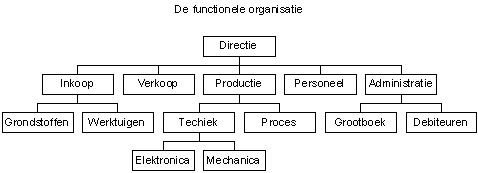 De functionele organisatie
Directie
Inkoop Verkoop Productie Personeel Administratie
Grondstoffen Werktuigen Techiek Proces Grootboek Debiteuren
Elektronica Mechanica